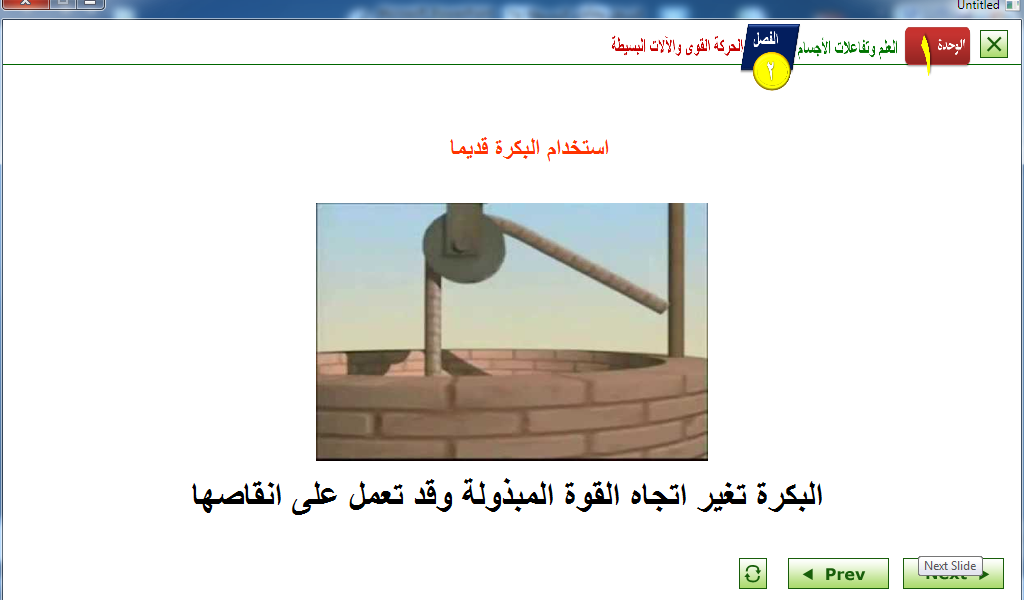 Untitled
الوحدة ١ العلم وتفاعلات الأجسام الفصل ٢ الحركة القوى والآلات البسيطة
استخدام البكرة قديما
البكرة تغير اتجاه القوة المبذولة وقد تعمل على انقاصها
Prev
Next
Next Slide